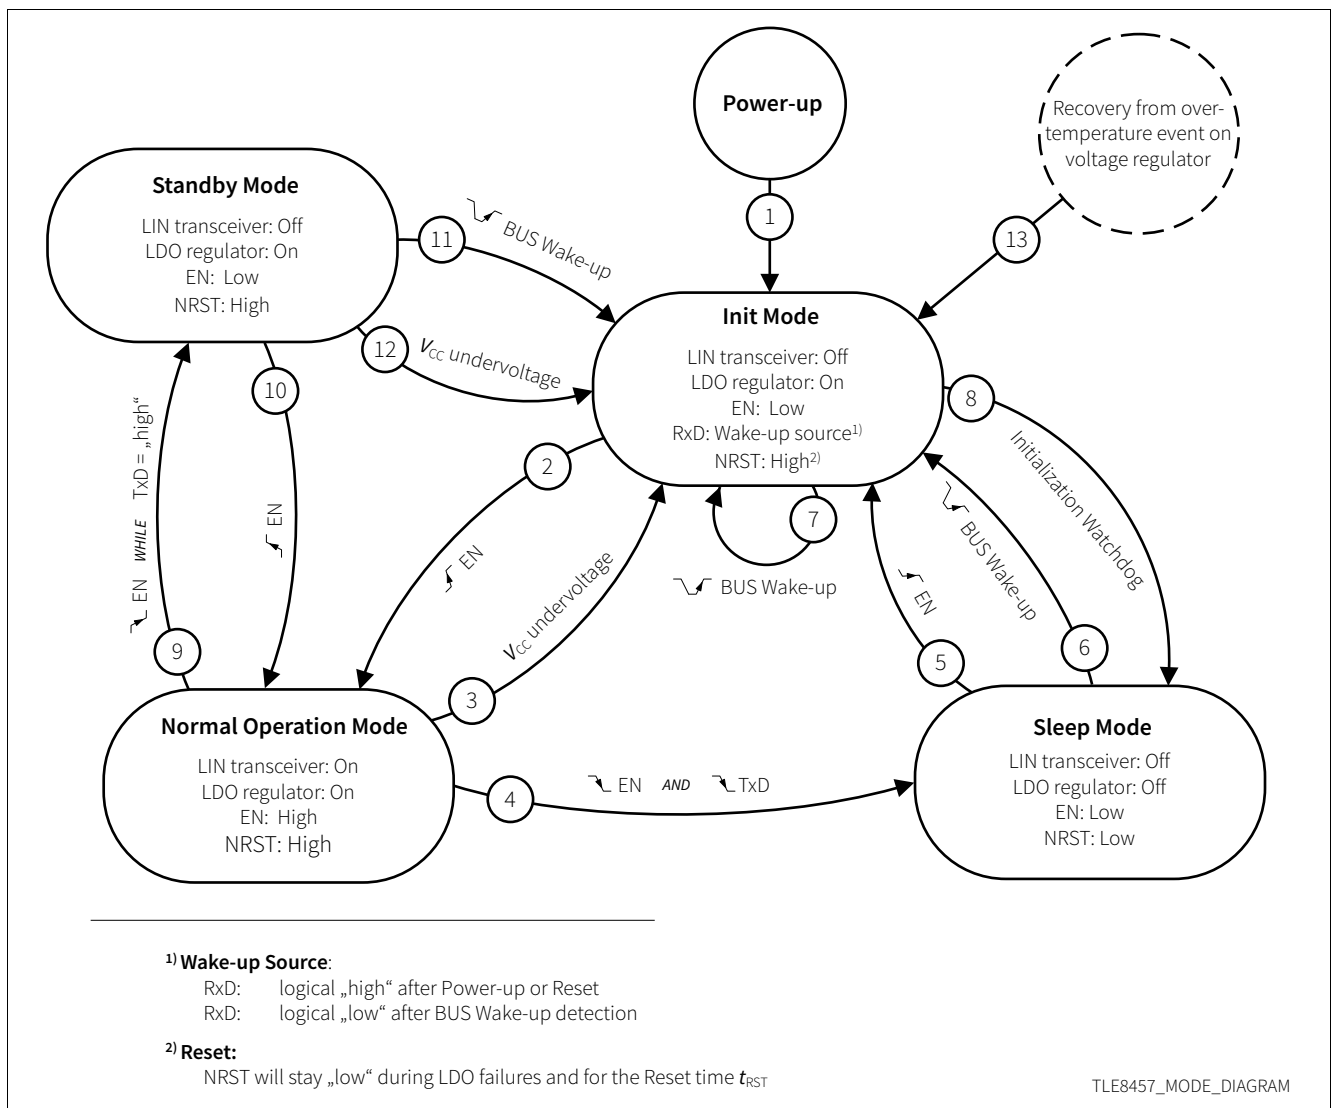 Power-up
Recovery from over-
temperature event on
voltage regulator
1
13
Standby Mode
LIN transceiver: Off
LDO regulator: On
EN: Low
NRST: High
11
BUS Wake-up
12
VCC undervoltage
Init Mode
LIN transceiver: Off
LDO regulator: On
EN: Low
RxD: Wake-up source1)
NRST: High2)
10
EN
9
EN WHILE TxD = „high“
2
EN
3
VCC undervoltage
7
BUS Wake-up
8
Initialization Watchdog
6
BUS Wake-up
5
EN
Normal Operation Mode
LIN transceiver: On
LDO regulator: On
EN: High
NRST: High
4
EN AND TxD
Sleep Mode
LIN transceiver: Off
LDO regulator: Off
EN: Low
NRST: Low
1) Wake-up Source:
RxD: logical „high“ after Power-up or Reset
RxD: logical „low“ after BUS Wake-up detection
2) Reset:
NRST will stay „low“ during LDO failures and for the Reset time tRST
TLE8457_MODE_DIAGRAM